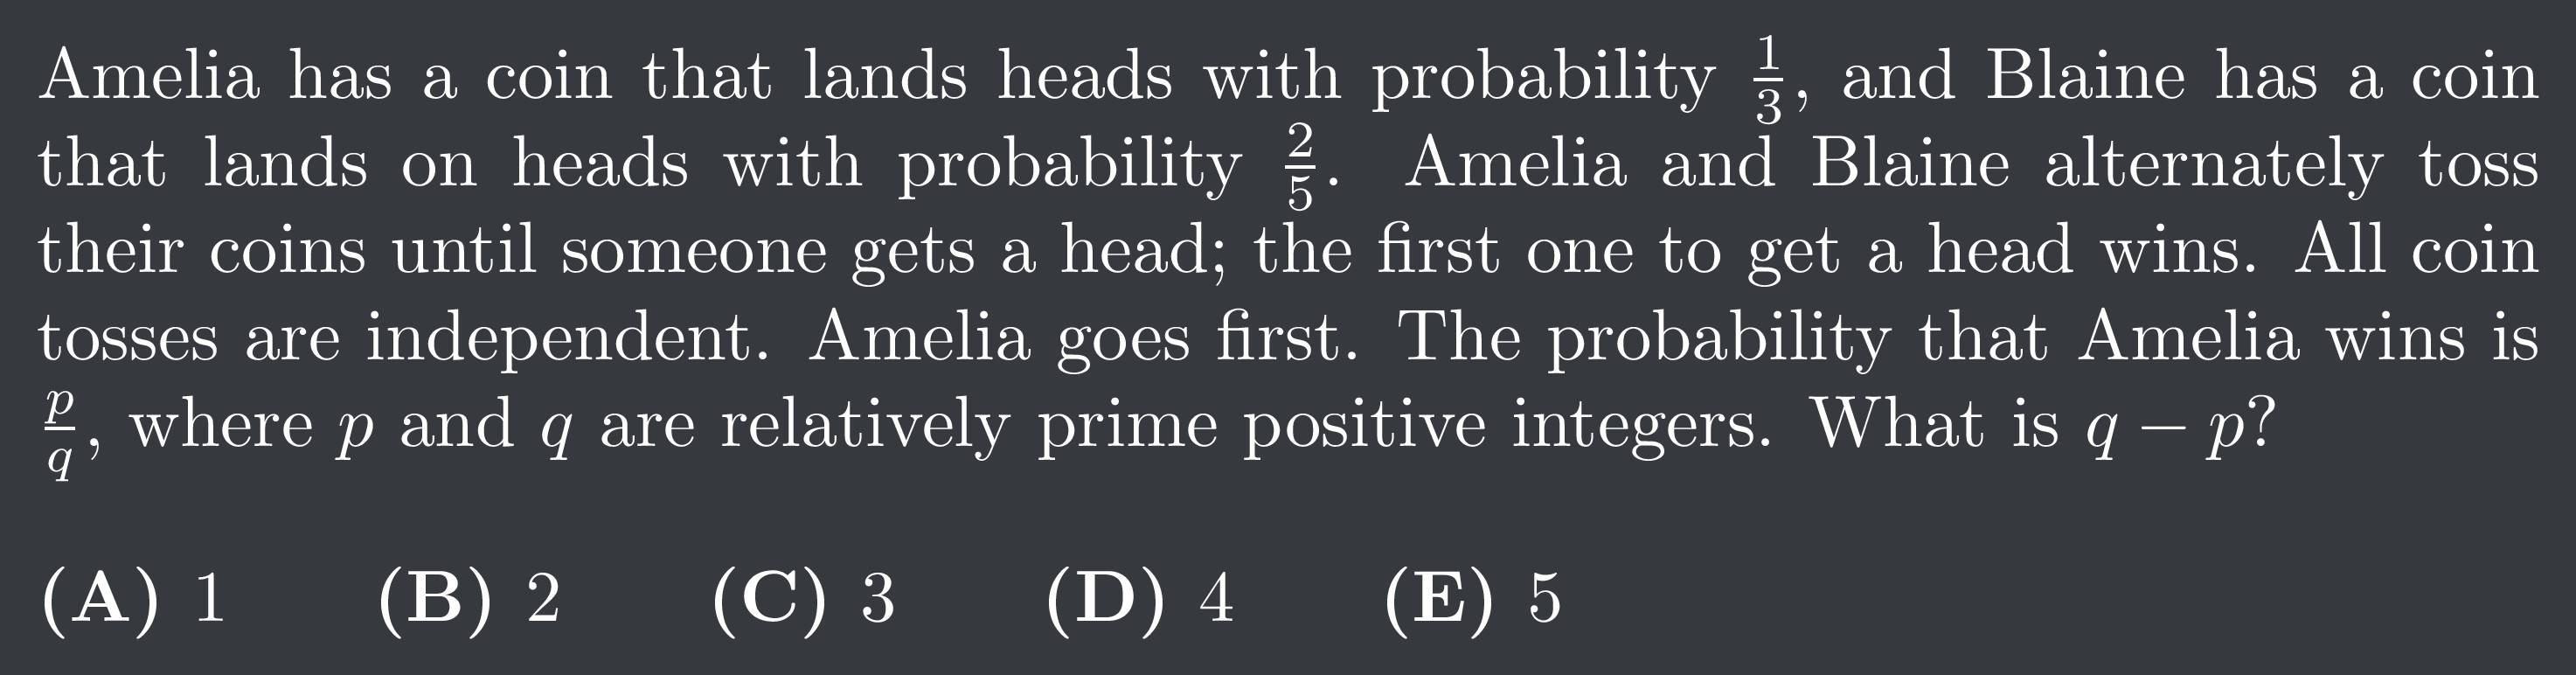 Amelia has a coin that lands heads with probability $\frac{1}{3}$, and Blaine has a coin
that lands on heads with probability $\frac{2}{5}$. Amelia and Blaine alternately toss
their coins until someone gets a head; the first one to get a head wins. All coin
tosses are independent. Amelia goes first. The probability that Amelia wins is
$\frac{p}{q}$, where $p$ and $q$ are relatively prime positive integers. What is $q - p$?
(A) 1 (B) 2 (C) 3 (D) 4 (E) 5